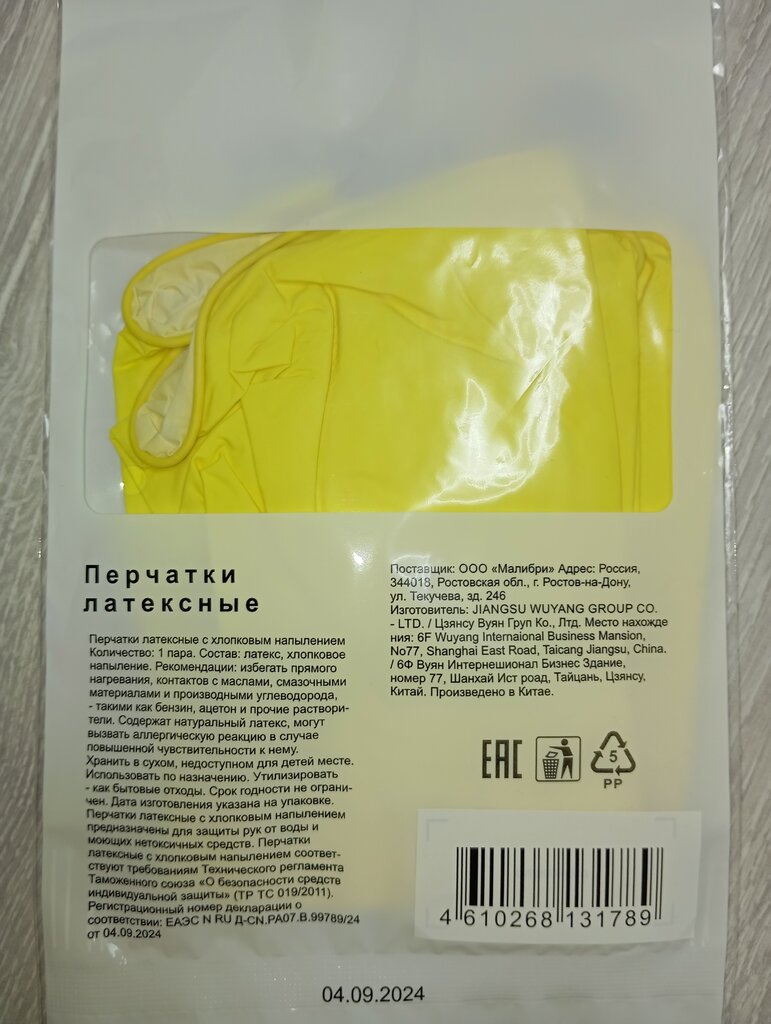 Перчатки
латексные
Перчатки латексные с хлопковым напылением
Количество: 1 пара. Состав: латекс, хлопковое
напыление. Рекомендации: избегать прямого
нагревания, контактов с маслами, смазочными
материалами и производными углеводорода,
- такими как бензин, ацетон и прочие раствори-
тели. Содержат натуральный латекс, могут
вызвать аллергическую реакцию в случае
повышенной чувствительности к нему.
Хранить в сухом, недоступном для детей месте.
Использовать по назначению. Утилизировать
- как бытовые отходы. Срок годности не ограни-
чен. Дата изготовления указана на упаковке.
Перчатки латексные с хлопковым напылением
предназначены для защиты рук от воды и
моющих нетоксичных средств. Перчатки
латексные с хлопковым напылением соответ-
ствуют требованиям Технического регламента
Таможенного союза «О безопасности средств
индивидуальной защиты» (ТР ТС 019/2011).
Регистрационный номер декларации о
соответствии: ЕАЭС N RU Д-CN.РА07.В.99789/24
от 04.09.2024
Поставщик: ООО «Малибри» Адрес: Россия,
344018, Ростовская обл., г. Ростов-на-Дону,
ул. Текучева, зд. 246
Изготовитель: JIANGSU WUYANG GROUP CO.
- LTD. / Цзянсу Вуян Груп Ко., Лтд. Место нахожде
ния: 6F Wuyang Internaional Business Mansion,
No77, Shanghai East Road, Taicang Jiangsu, China.
/ 6Ф Вуян Интернешионал Бизнес Здание,
номер 77, Шанхай Ист роад, Тайцань, Цзянсу,
Китай. Произведено в Китае.
ЕАС
5
PP
4 610268 131789
04.09.2024